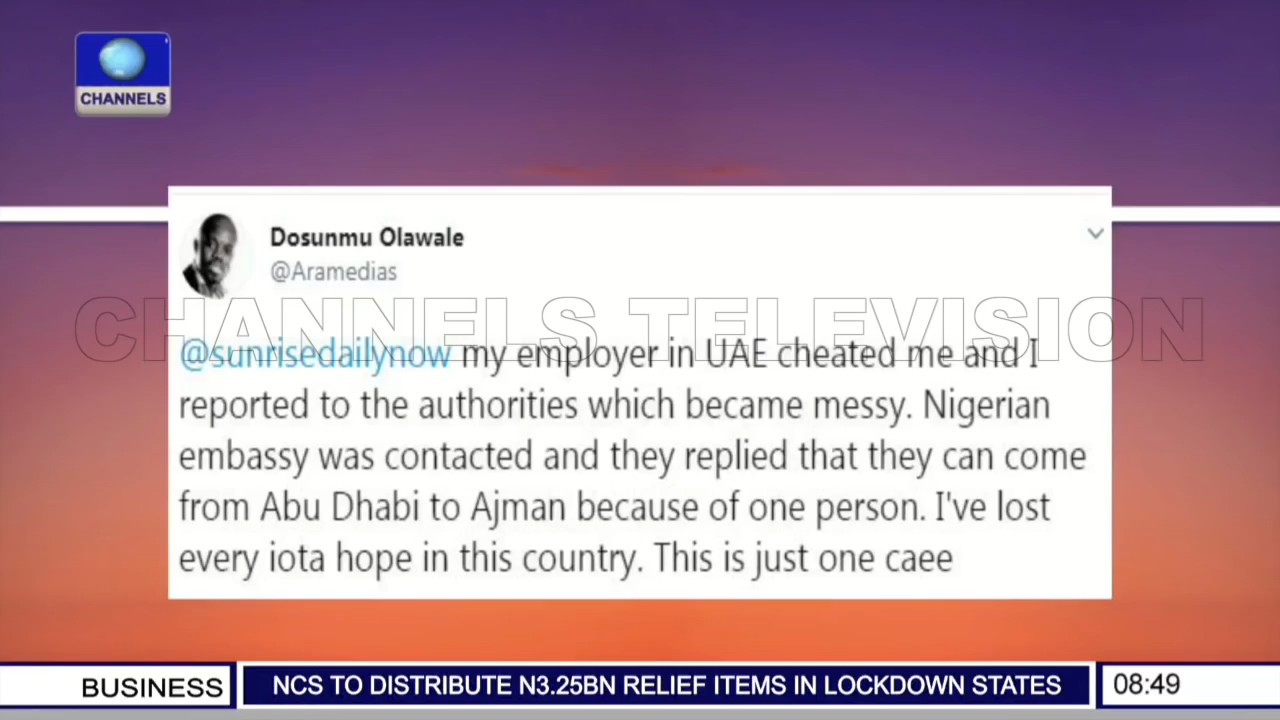 CHANNELS
Dosunmu Olawale
@Aramedias
CHANNELS TELEVISION
@sunrisedailynow my employer in UAE cheated me and I
reported to the authorities which became messy. Nigerian
embassy was contacted and they replied that they can come
from Abu Dhabi to Ajman because of one person. I've lost
every iota hope in this country. This is just one caee
BUSINESS
NCS TO DISTRIBUTE N3.25BN RELIEF ITEMS IN LOCKDOWN STATES
08:49